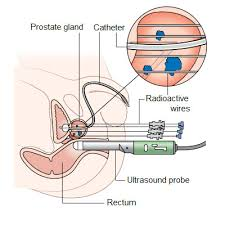 Prostate gland
Catheter
Radioactive
wires
Ultrasound probe
Rectum